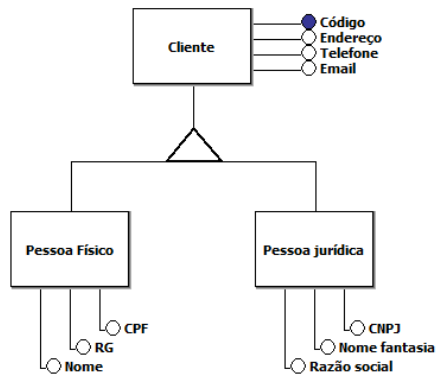 Código
Cliente
Endereço
Telefone
Email
Pessoa Físico
Pessoa jurídica
CPF
RG
Nome
CNPJ
Nome fantasia
Razão social